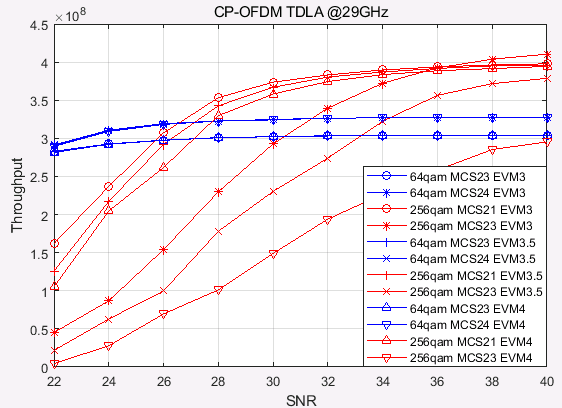 CP-OFDM TDLA @29GHz
×10^8
4.5
4
3.5
3
2.5
2
1.5
1
0.5
0
Throughput
22 24 26 28 30 32 34 36 38 40
SNR
64qam MCS23 EVM3
64qam MCS24 EVM3
256qam MCS21 EVM3
256qam MCS23 EVM3
64qam MCS23 EVM3.5
64qam MCS24 EVM3.5
256qam MCS21 EVM3.5
256qam MCS23 EVM3.5
64qam MCS23 EVM4
64qam MCS24 EVM4
256qam MCS21 EVM4
256qam MCS23 EVM4